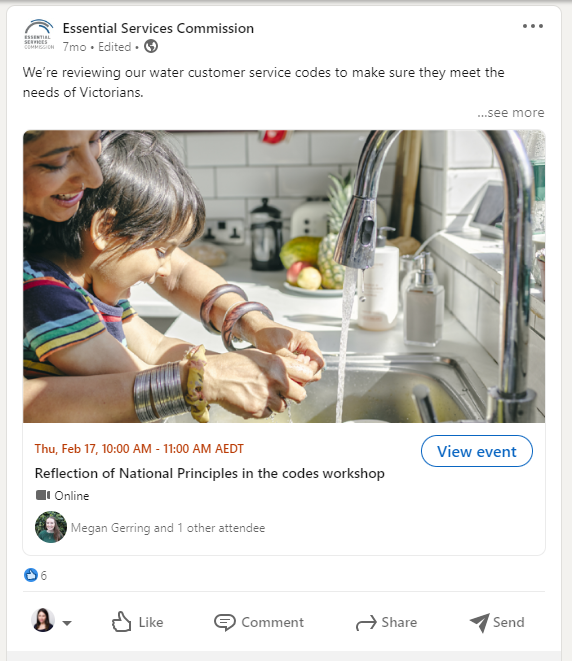 ESSENTIAL
SERVICES
COMMISSION
Essential Services Commission
7mo • Edited •
We're reviewing our water customer service codes to make sure they meet the
needs of Victorians.
...see more
Thu, Feb 17, 10:00 AM - 11:00 AM AEDT
View event
Reflection of National Principles in the codes workshop
Online
Megan Gerring and 1 other attendee
6
Like
Comment
Share
Send